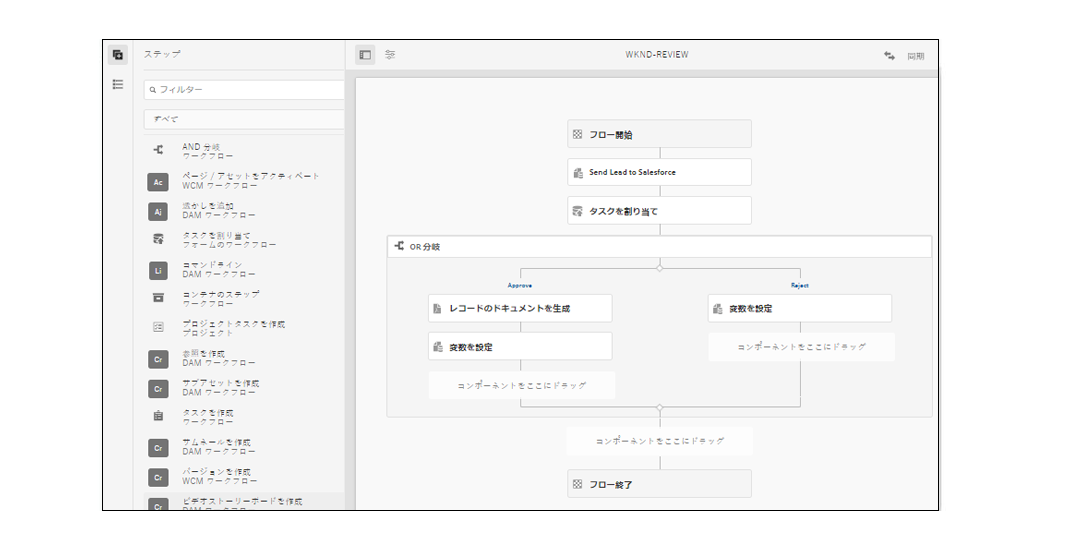 ステップ
WKND-REVIEW
同期
フィルター
すべて
AND 分岐
ワークフロー
Ac
ページ / アセットをアクティベート
WCM ワークフロー
Aj
透かしを追加
DAM ワークフロー
タスクを割り当て
フォームのワークフロー
Li
コマンドライン
DAM ワークフロー
コンテナのステップ
ワークフロー
プロジェクトタスクを作成
プロジェクト
Cr
参照を作成
DAM ワークフロー
Cr
サブアセットを作成
DAM ワークフロー
タスクを作成
ワークフロー
Cr
サムネールを作成
DAM ワークフロー
Cr
バージョンを作成
WCM ワークフロー
Cr
ビデオストーリーボードを作成
DAM ワークフロー
フロー開始
Send Lead to Salesforce
タスクを割り当て
OR 分岐
Approve
Reject
レコードのドキュメントを生成
変数を設定
変数を設定
コンポーネントをここにドラッグ
コンポーネントをここにドラッグ
コンポーネントをここにドラッグ
フロー終了